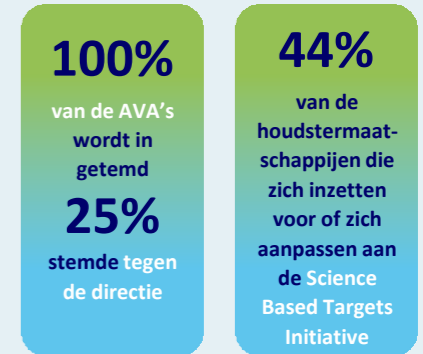 100%
van de AVA's
wordt in
getemd
25%
stemde tegen
de directie
44%
van de
houdstermaat-
schappijen die
zich inzetten
voor of zich
aanpassen aan
de Science
Based Targets
Initiative